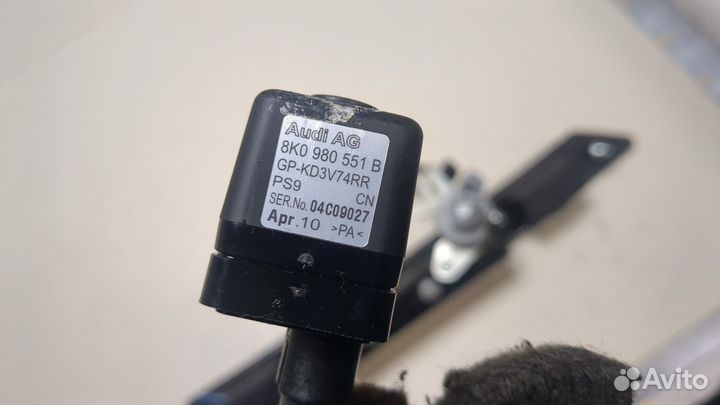 Audi AG
8K0 980 551 B
GP-KD3V74RR
PS9 CN
SER.No. 04C09027
Apr.10 >PA<
Avito